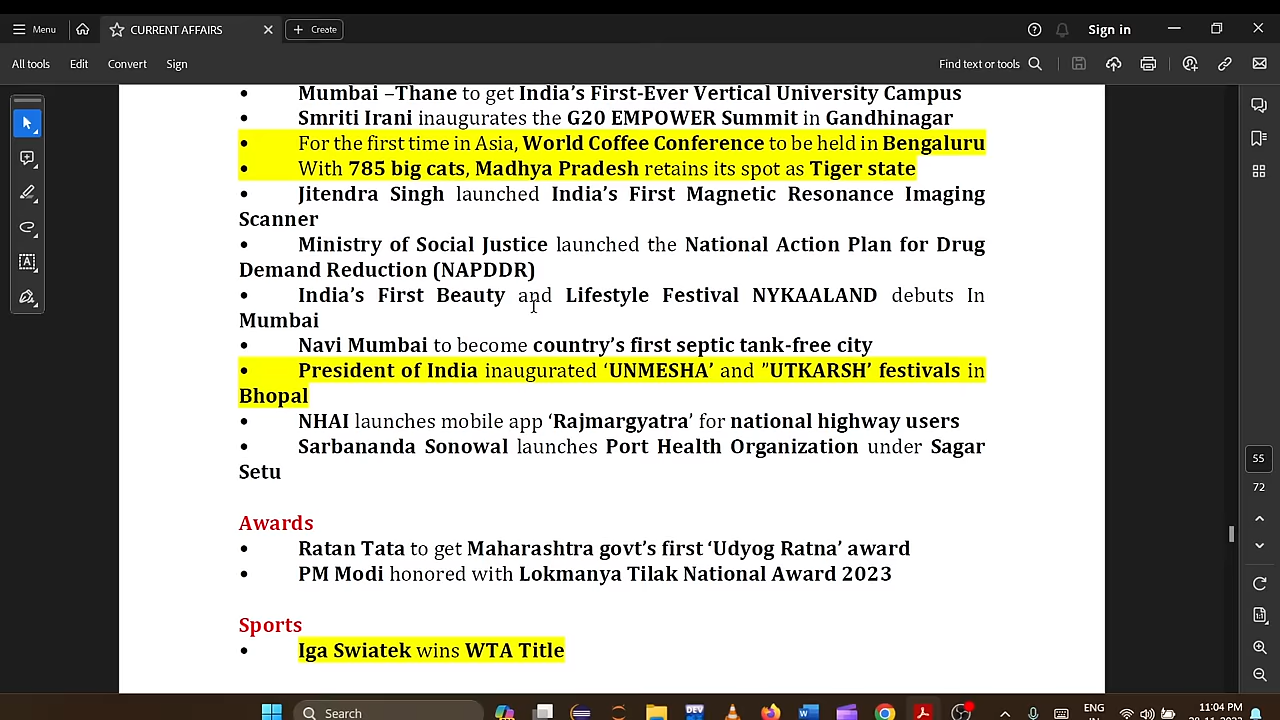 Menu
CURRENT AFFAIRS
Create
Sign in
All tools
Edit
Convert
Sign
Find text or tools
• Mumbai –Thane to get India's First-Ever Vertical University Campus
• Smriti Irani inaugurates the G20 EMPOWER Summit in Gandhinagar
• For the first time in Asia, World Coffee Conference to be held in Bengaluru
• With 785 big cats, Madhya Pradesh retains its spot as Tiger state
• Jitendra Singh launched India's First Magnetic Resonance Imaging
Scanner
• Ministry of Social Justice launched the National Action Plan for Drug
Demand Reduction (NAPDDR)
• India's First Beauty and Lifestyle Festival NYKAALAND debuts In
Mumbai
• Navi Mumbai to become country's first septic tank-free city
• President of India inaugurated ‘UNMESHA’ and ”UTKARSH’ festivals in
Bhopal
• NHAI launches mobile app ‘Rajmargyatra’ for national highway users
• Sarbananda Sonowal launches Port Health Organization under Sagar
Setu
Awards
• Ratan Tata to get Maharashtra govt's first ‘Udyog Ratna’ award
• PM Modi honored with Lokmanya Tilak National Award 2023
Sports
• Iga Swiatek wins WTA Title
55
72
Search
DEV
ENG
11:04 PM